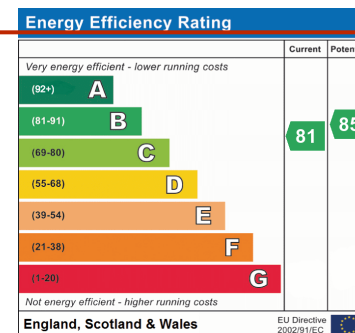 Energy Efficiency Rating
Current Poten
Very energy efficient - lower running costs
(92+) A
(81-91) B
81 85
(69-80) C
(55-68) D
(39-54) E
(21-38) F
(1-20) G
Not energy efficient - higher running costs
England, Scotland & Wales
EU Directive
2002/91/EC